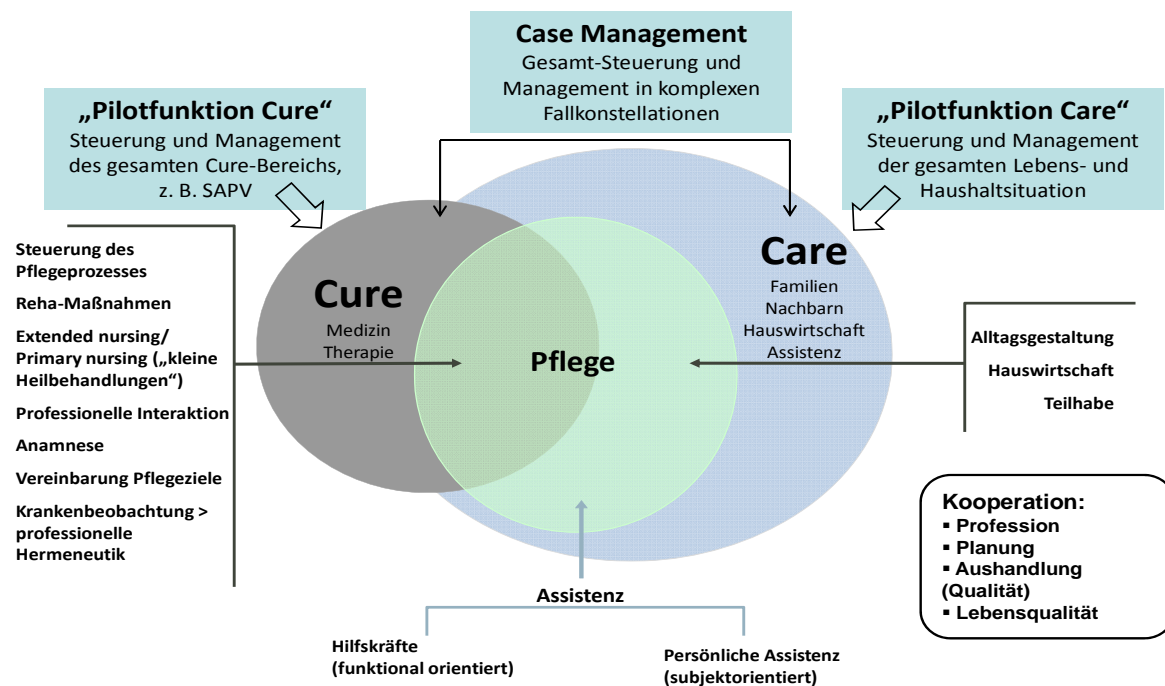 Case Management
Gesamt-Steuerung und
Management in komplexen
Fallkonstellationen
„Pilotfunktion Cure“
Steuerung und Management
des gesamten Cure-Bereichs,
z. B. SAPV
„Pilotfunktion Care“
Steuerung und Management
der gesamten Lebens- und
Haushaltsituation
Steuerung des
Pflegeprozesses
Reha-Maßnahmen
Extended nursing/
Primary nursing („kleine
Heilbehandlungen“)
Professionelle Interaktion
Anamnese
Vereinbarung Pflegeziele
Krankenbeobachtung >
professionelle
Hermeneutik
Cure
Medizin
Therapie
Pflege
Care
Familien
Nachbarn
Hauswirtschaft
Assistenz
Alltagsgestaltung
Hauswirtschaft
Teilhabe
Kooperation:
▪ Profession
▪ Planung
▪ Aushandlung
(Qualität)
▪ Lebensqualität
Assistenz
Hilfskräfte
(funktional orientiert)
Persönliche Assistenz
(subjektorientiert)